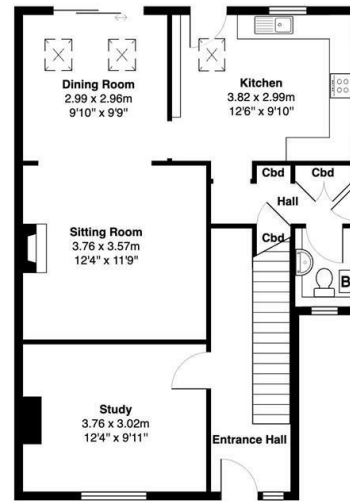 Dining Room
2.99 x 2.96m
9'10" x 9'9"
Kitchen
3.82 x 2.99m
12'6" x 9'10"
Cbd
Cbd
Hall
Sitting Room
3.76 x 3.57m
12'4" x 11'9"
Cbd
B
Study
3.76 x 3.02m
12'4" x 9'11"
Entrance Hall